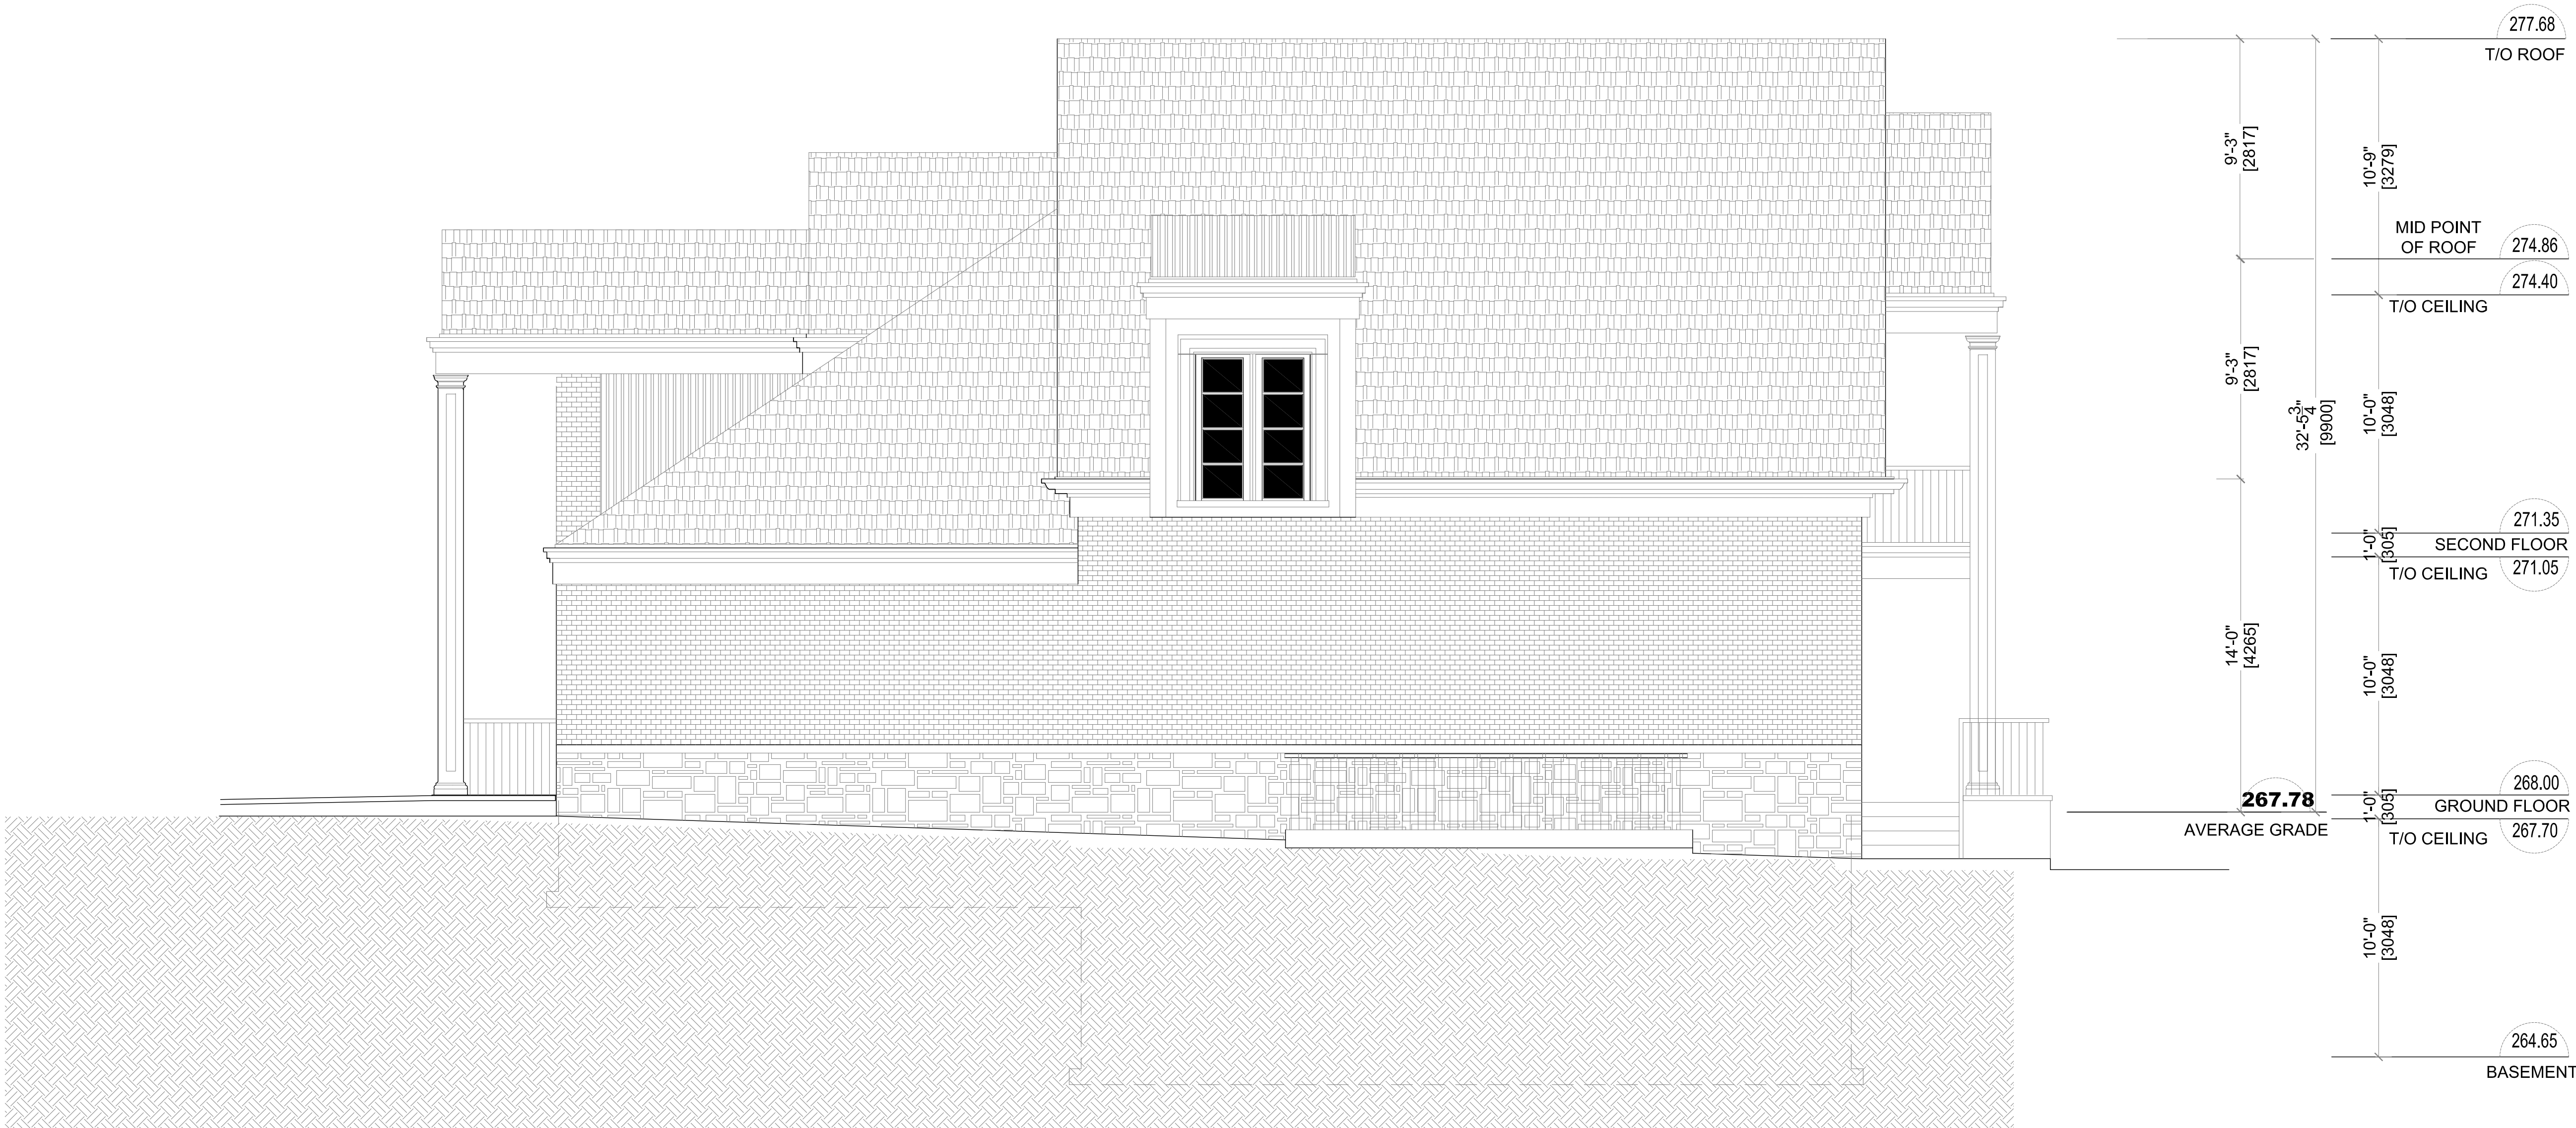 277.68
T/O ROOF
9'-3"
[2817]
10'-9"
[3279]
MID POINT
OF ROOF
274.86
274.40
T/O CEILING
9'-3"
[2817]
32'-5 3/4"
[9900]
10'-0"
[3048]
271.35
1'-0"
[305]
SECOND FLOOR
T/O CEILING
271.05
14'-0"
[4265]
10'-0"
[3048]
268.00
267.78
1'-0"
[305]
GROUND FLOOR
AVERAGE GRADE
T/O CEILING
267.70
10'-0"
[3048]
264.65
BASEMENT